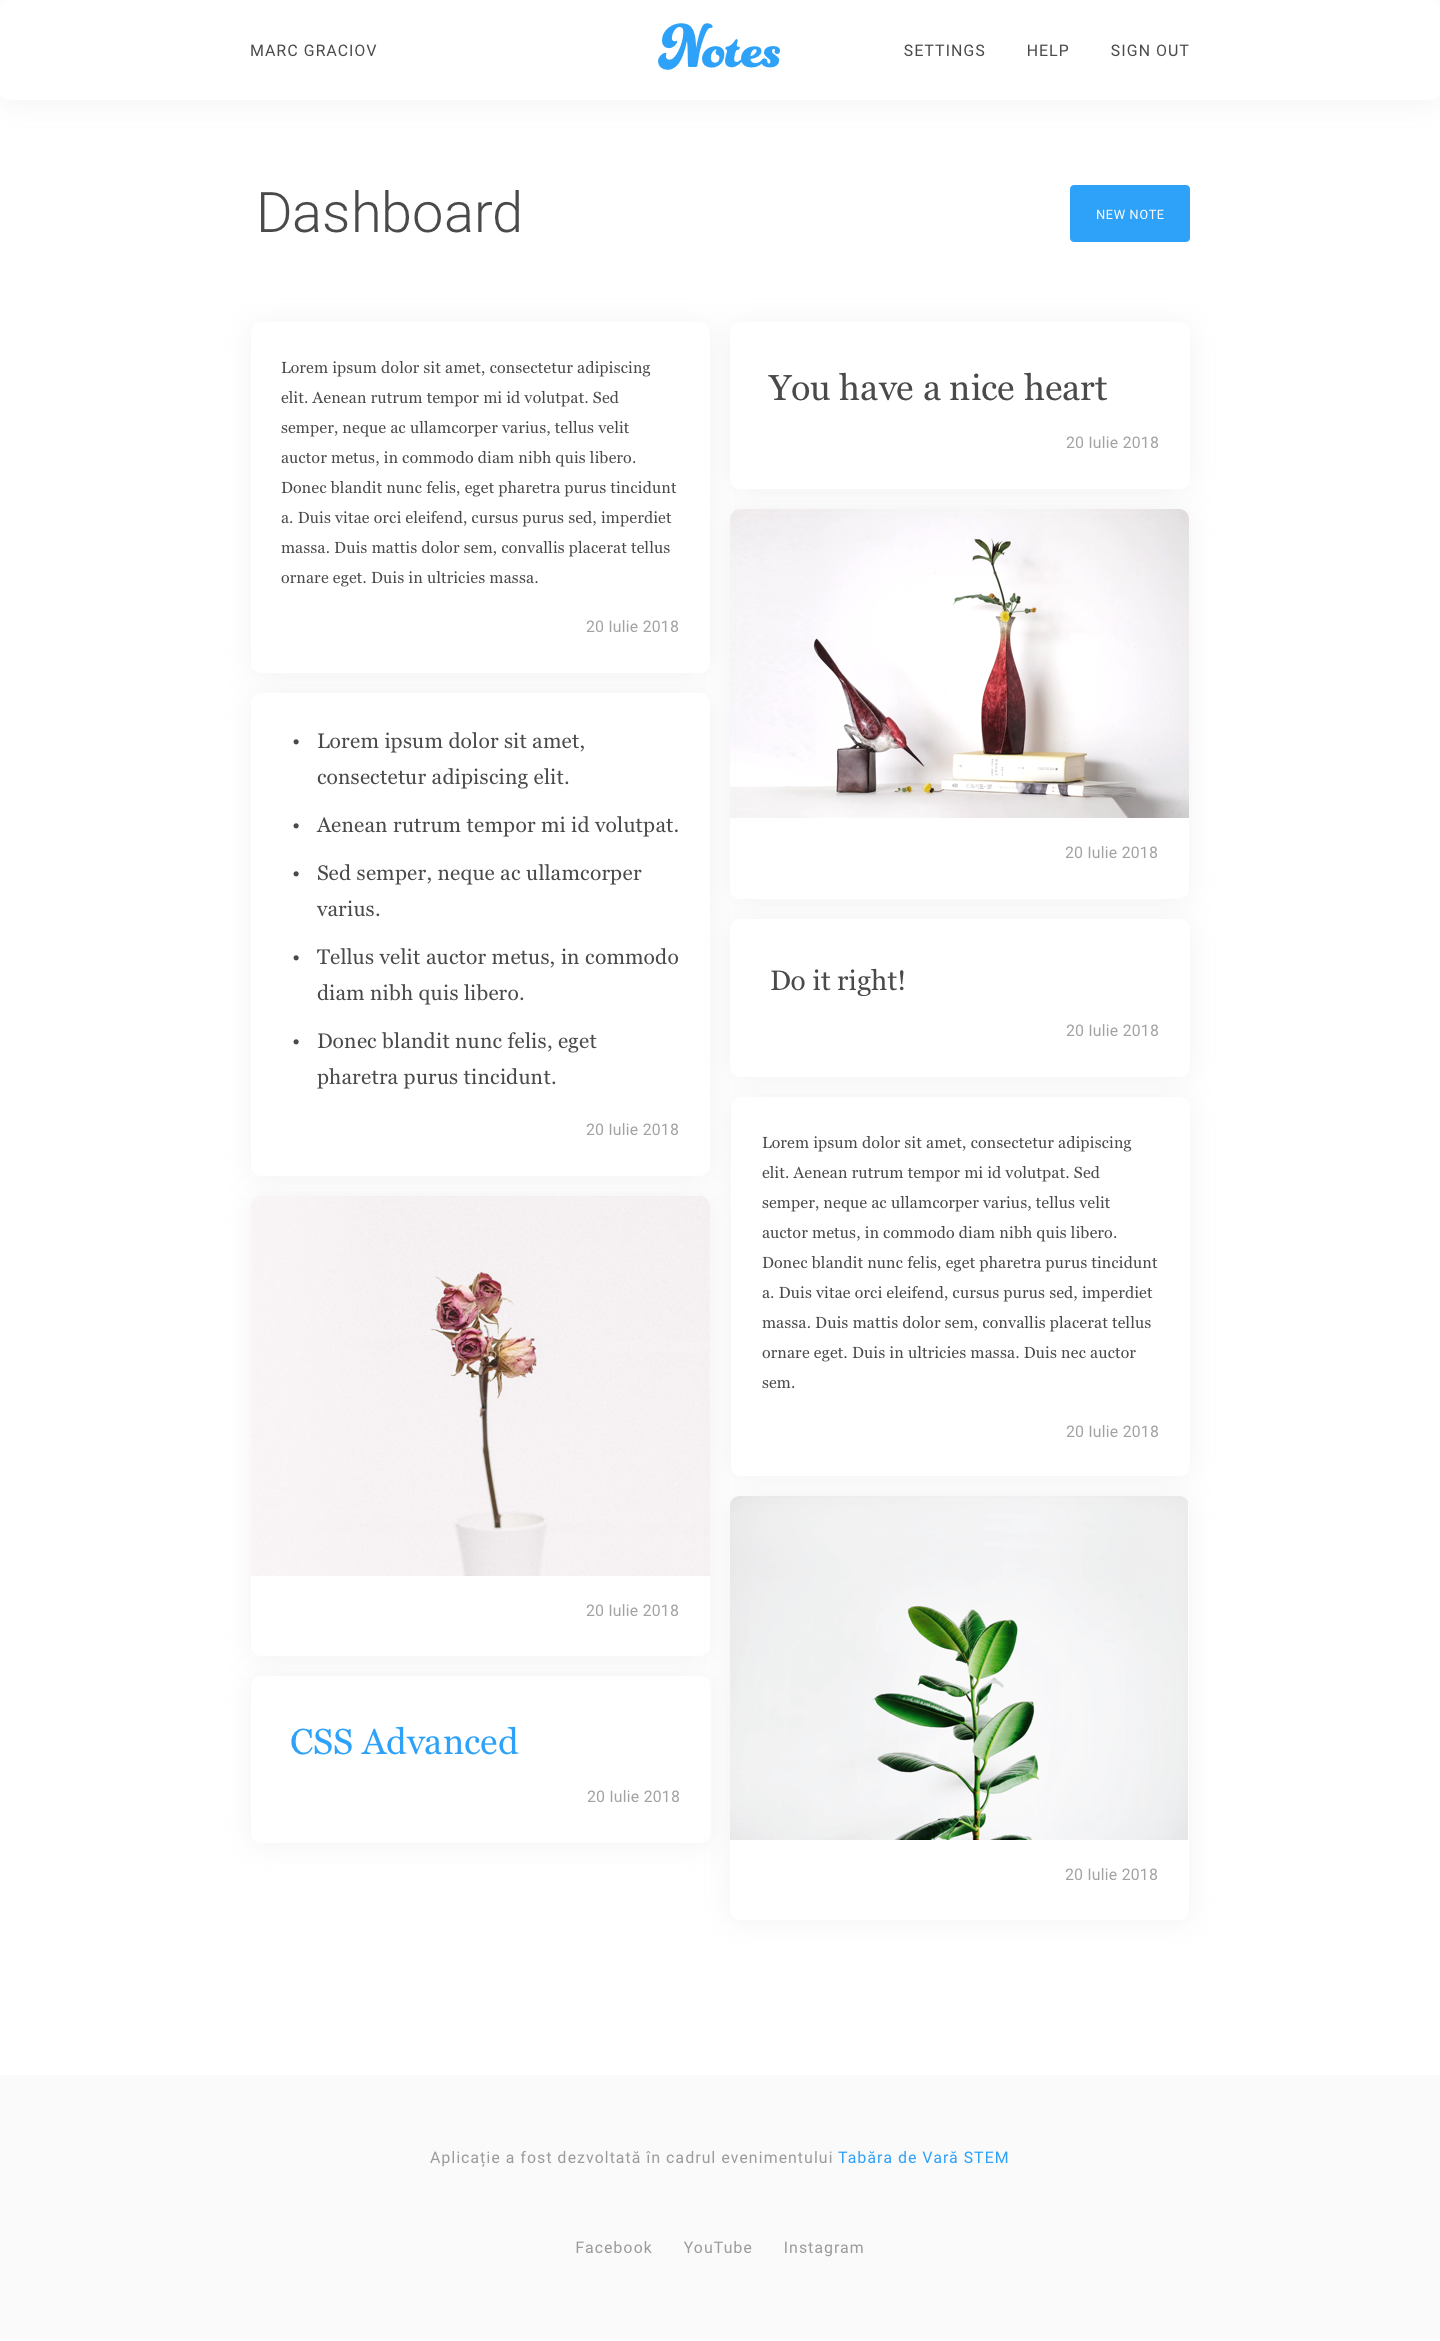 MARC GRACIOV
Notes
SETTINGS HELP SIGN OUT
Dashboard
NEW NOTE
Lorem ipsum dolor sit amet, consectetur adipiscing
elit. Aenean rutrum tempor mi id volutpat. Sed
semper, neque ac ullamcorper varius, tellus velit
auctor metus, in commodo diam nibh quis libero.
Donec blandit nunc felis, eget pharetra purus tincidunt
a. Duis vitae orci eleifend, cursus purus sed, imperdiet
massa. Duis mattis dolor sem, convallis placerat tellus
ornare eget. Duis in ultricies massa.
20 Iulie 2018
• Lorem ipsum dolor sit amet,
consectetur adipiscing elit.
• Aenean rutrum tempor mi id volutpat.
• Sed semper, neque ac ullamcorper
varius.
• Tellus velit auctor metus, in commodo
diam nibh quis libero.
• Donec blandit nunc felis, eget
pharetra purus tincidunt.
20 Iulie 2018
20 Iulie 2018
CSS Advanced
20 Iulie 2018
You have a nice heart
20 Iulie 2018
20 Iulie 2018
Do it right!
20 Iulie 2018
Lorem ipsum dolor sit amet, consectetur adipiscing
elit. Aenean rutrum tempor mi id volutpat. Sed
semper, neque ac ullamcorper varius, tellus velit
auctor metus, in commodo diam nibh quis libero.
Donec blandit nunc felis, eget pharetra purus tincidunt
a. Duis vitae orci eleifend, cursus purus sed, imperdiet
massa. Duis mattis dolor sem, convallis placerat tellus
ornare eget. Duis in ultricies massa. Duis nec auctor
sem.
20 Iulie 2018
20 Iulie 2018
Aplicație a fost dezvoltată în cadrul evenimentului Tabăra de Vară STEM
Facebook YouTube Instagram